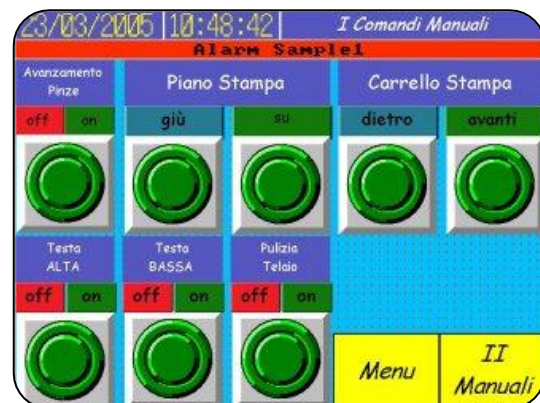 23/03/2005 10:48:42 I Comandi Manuali
Alarm Sample1
Avanzamento
Pinze
Piano Stampa
Carrello Stampa
off on
giù su
dietro avanti
Testa
ALTA
Testa
BASSA
Pulizia
Telaio
off on
off on
off on
Menu
II
Manuali